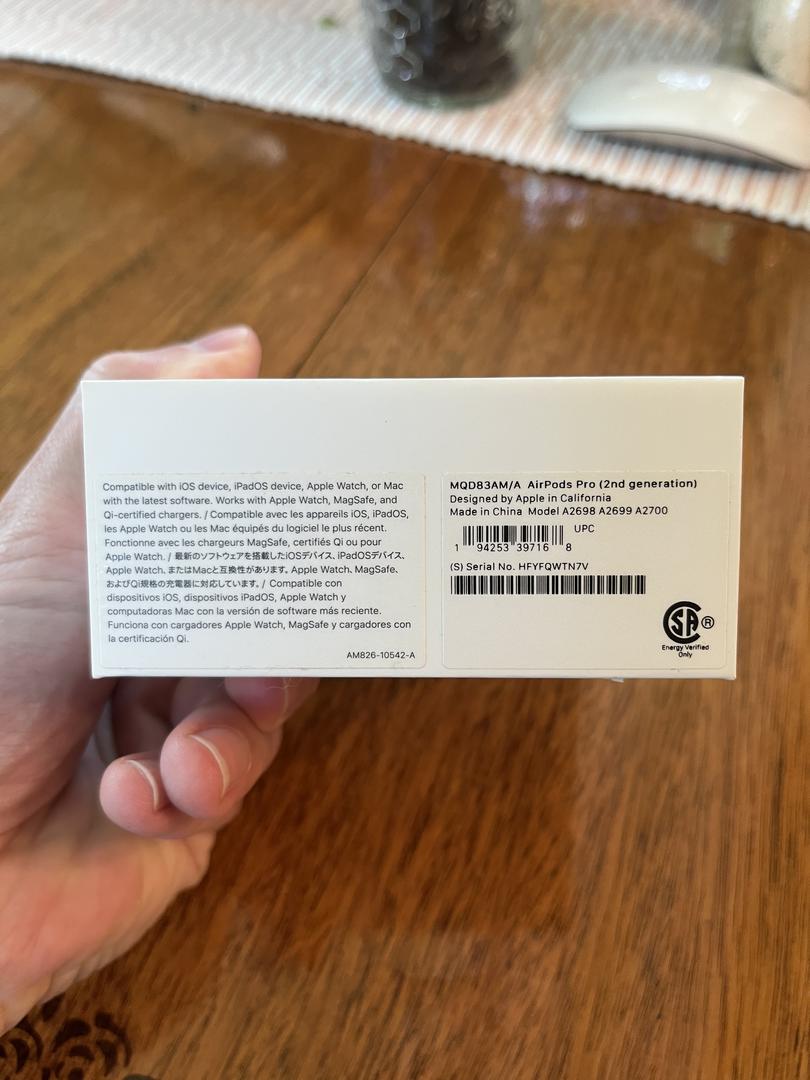 Compatible with iOS device, iPadOS device, Apple Watch, or Mac
with the latest software. Works with Apple Watch, MagSafe, and
Qi-certified chargers. / Compatible avec les appareils iOS, iPadOS,
les Apple Watch ou les Mac équipés du logiciel le plus récent.
Fonctionne avec les chargeurs MagSafe, certifiés Qi ou pour
Apple Watch. / 最新のソフトウェアを搭載したiOSデバイス、iPadOSデバイス、
Apple Watch、またはMacと互換性があります。Apple Watch、MagSafe、
およびQi規格の充電器に対応しています。/ Compatible con
dispositivos iOS, dispositivos iPadOS, Apple Watch y
computadoras Mac con la versión de software más reciente.
Funciona con cargadores Apple Watch, MagSafe y cargadores con
la certificación Qi.
AM826-10542-A
MQD83AM/A AirPods Pro (2nd generation)
Designed by Apple in California
Made in China Model A2698 A2699 A2700
UPC
1 94253 39716 8
(S) Serial No. HFYFQWTN7V
SA ®
Energy Verified
Only